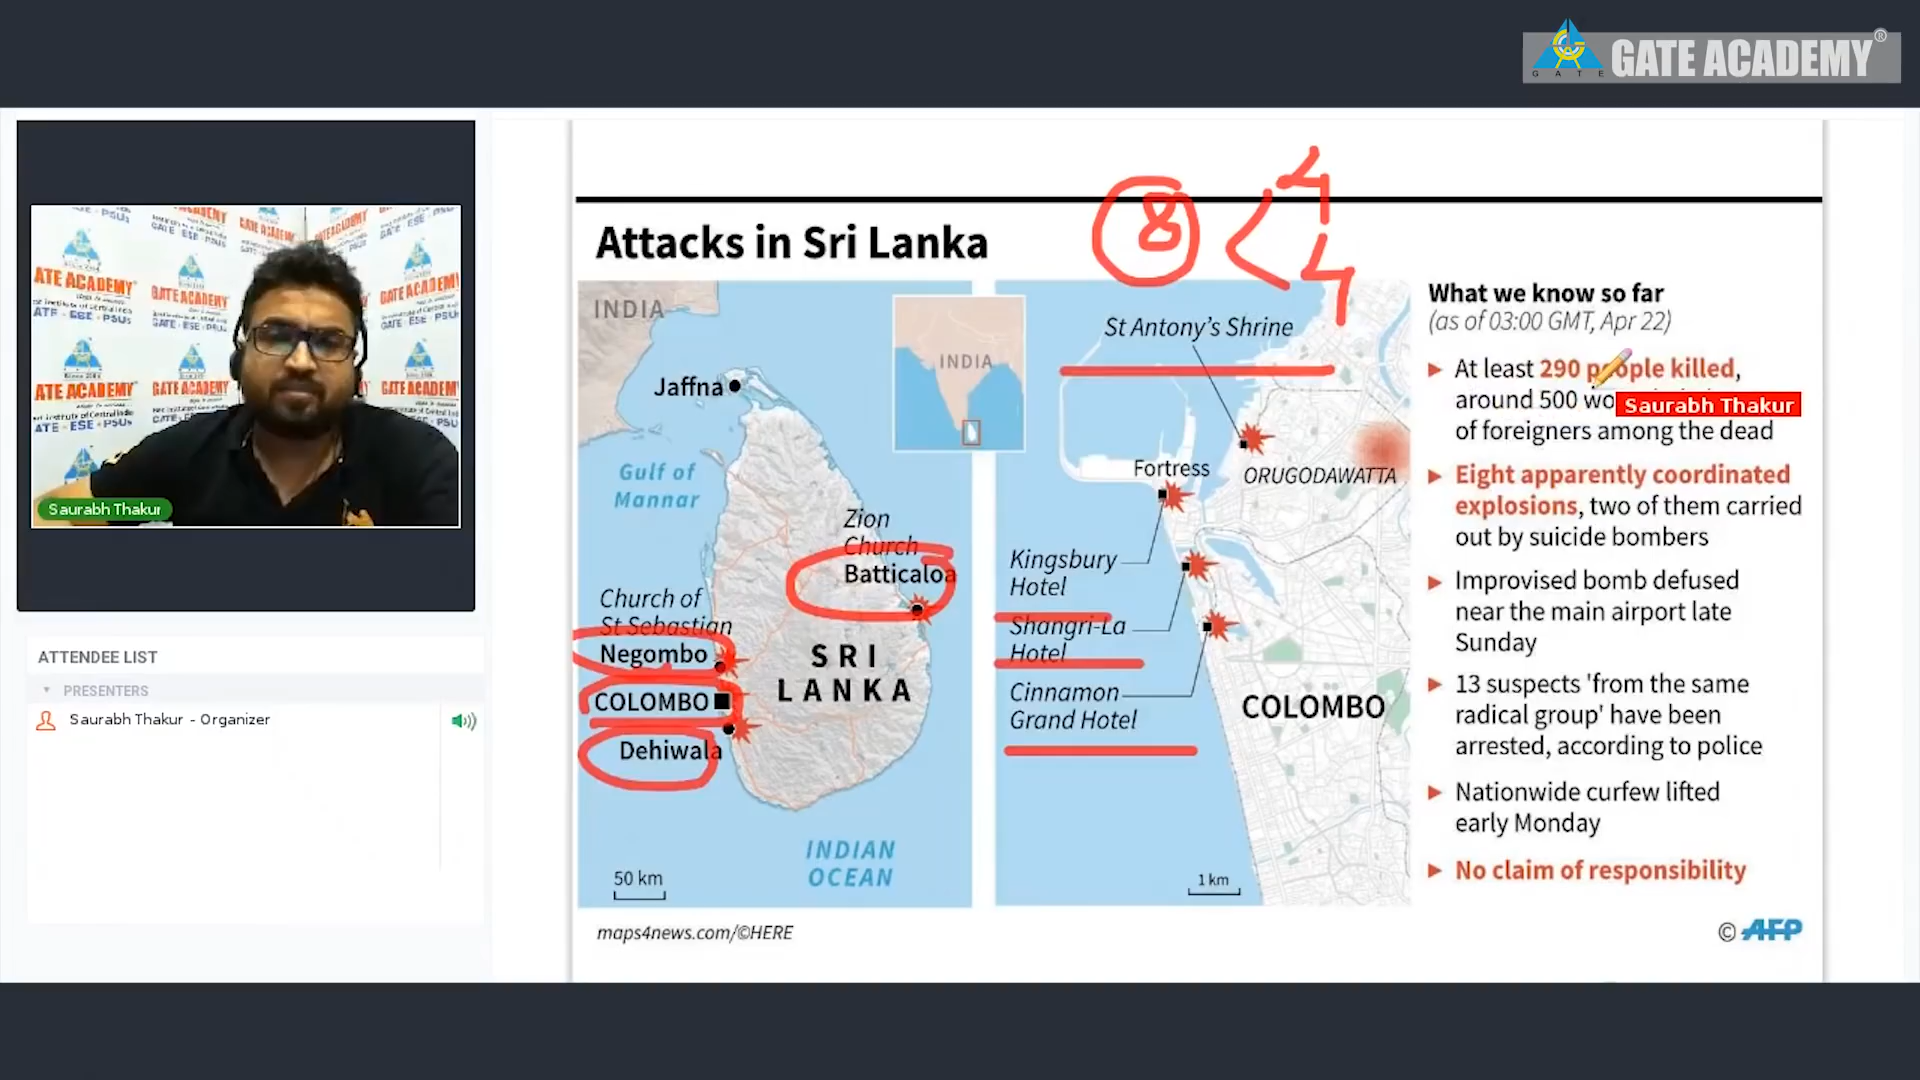 GATE ACADEMY®
GATE
Saurabh Thakur
ATTENDEE LIST
PRESENTERS
Saurabh Thakur - Organizer
8 < 4
4
Attacks in Sri Lanka
INDIA
Jaffna
Gulf of
Mannar
Zion
Church
Batticaloa
Church of
St Sebastian
Negombo
COLOMBO
Dehiwala
SRI
LANKA
INDIAN
OCEAN
50 km
INDIA
St Antony's Shrine
Fortress
ORUGODAWATTA
Kingsbury
Hotel
Shangri-La
Hotel
Cinnamon
Grand Hotel
COLOMBO
1 km
maps4news.com/©HERE
What we know so far
(as of 03:00 GMT, Apr 22)
At least 290 people killed,
around 500 wo
Saurabh Thakur
of foreigners among the dead
Eight apparently coordinated
explosions, two of them carried
out by suicide bombers
Improvised bomb defused
near the main airport late
Sunday
13 suspects 'from the same
radical group' have been
arrested, according to police
Nationwide curfew lifted
early Monday
No claim of responsibility
© AFP